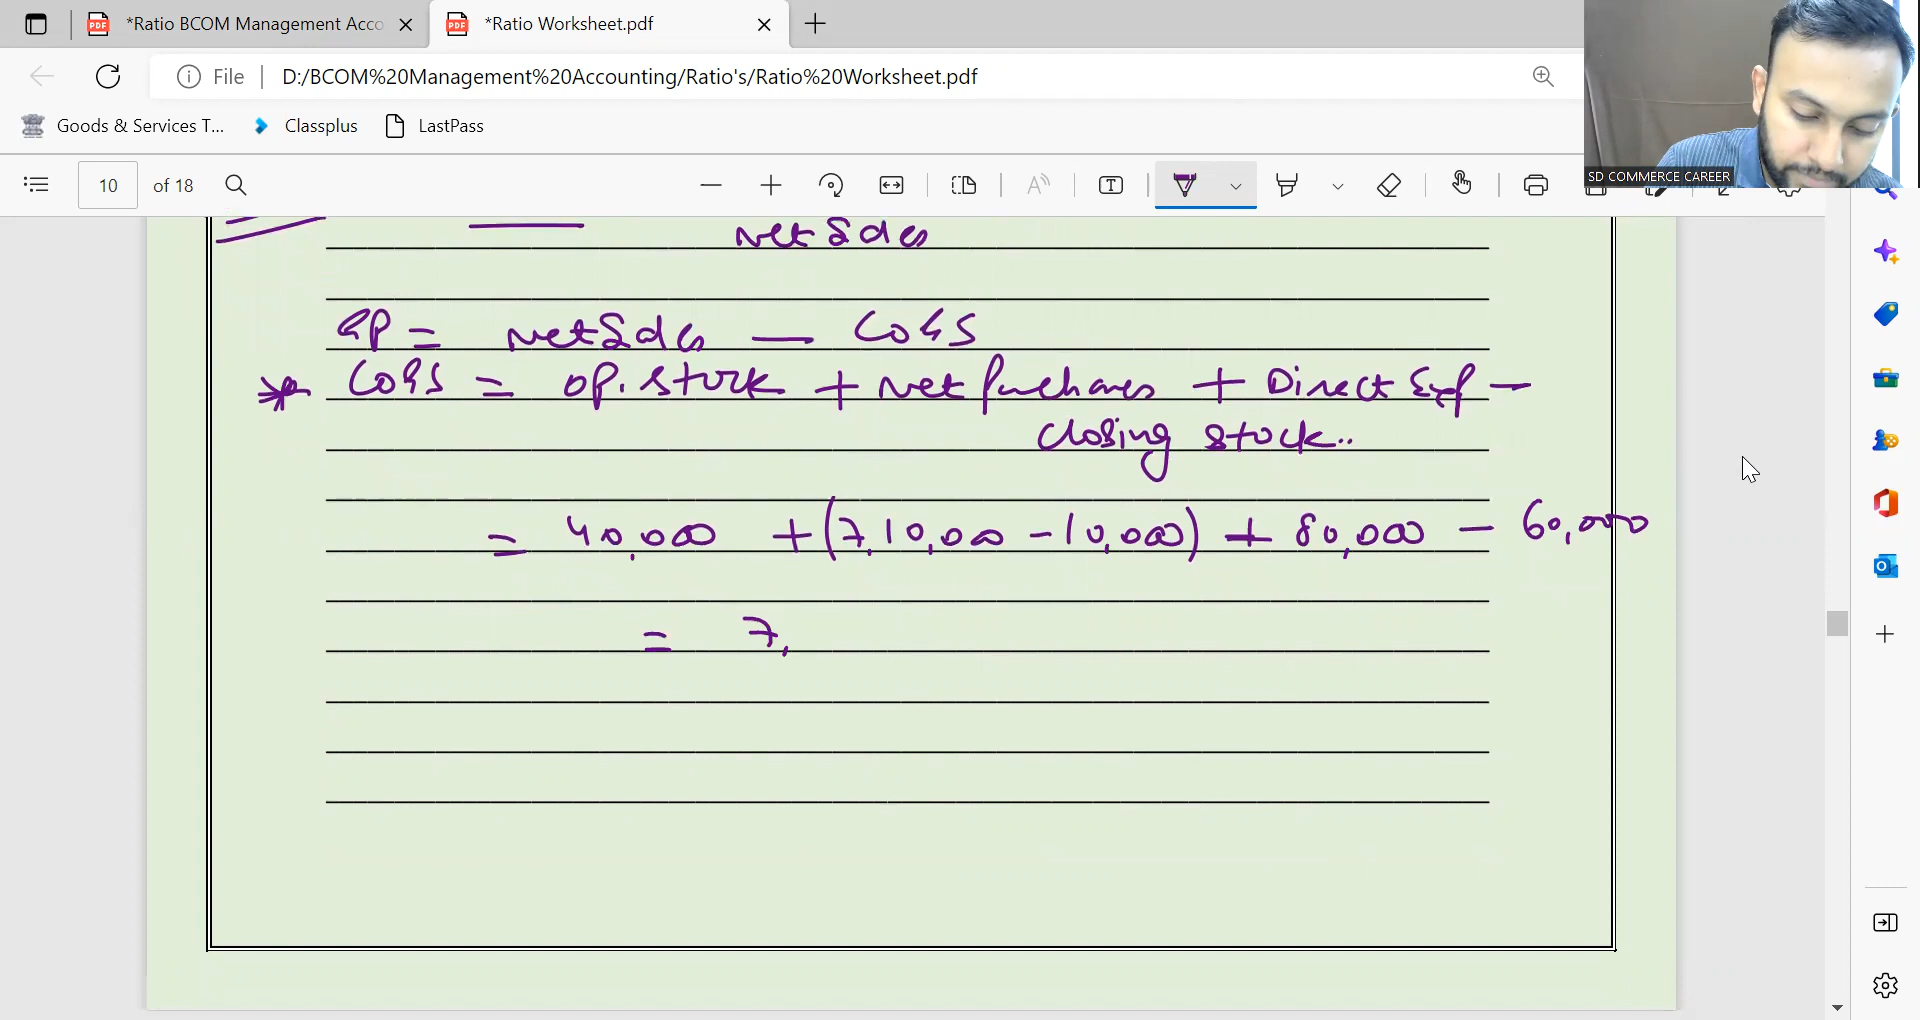 *Ratio BCOM Management Acco
*Ratio Worksheet.pdf
File
D:/BCOM%20Management%20Accounting/Ratio's/Ratio%20Worksheet.pdf
Goods & Services T...
Classplus
LastPass
10 of 18
SD COMMERCE CAREER
Net Sales
GP = Net Sales — COGS
* COGS = OP. Stock + Net Purchases + Direct Exp —
Closing Stock..
= 40,000 + (7,10,000 - 10,000) + 80,000 - 60,000
= 7,